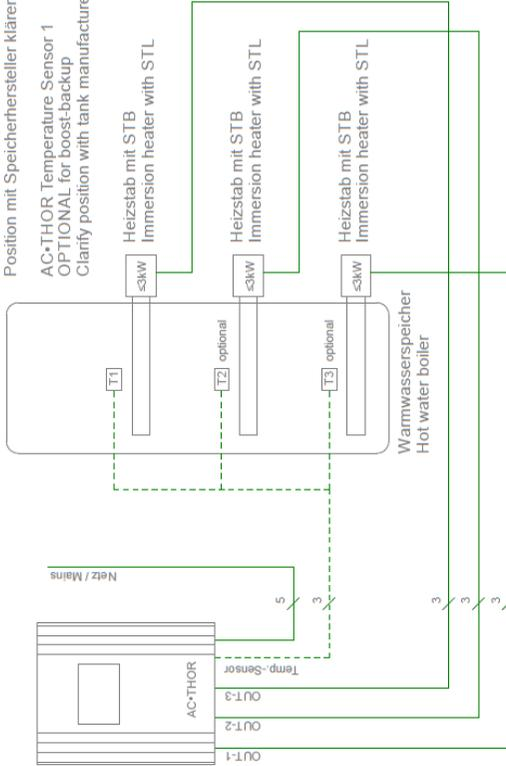 Position mit Speicherhersteller klären
AC•THOR Temperature Sensor 1
OPTIONAL for boost-backup
Clarify position with tank manufacture
Heizstab mit STB
Immersion heater with STL
Heizstab mit STB
Immersion heater with STL
Heizstab mit STB
Immersion heater with STL
≤3kW
≤3kW
≤3kW
T1
T2 optional
T3 optional
Warmwasserspeicher
Hot water boiler
Netz / Mains
5
3
3
3
3
AC•THOR
Temp.-Sensor
OUT-3
OUT-2
OUT-1